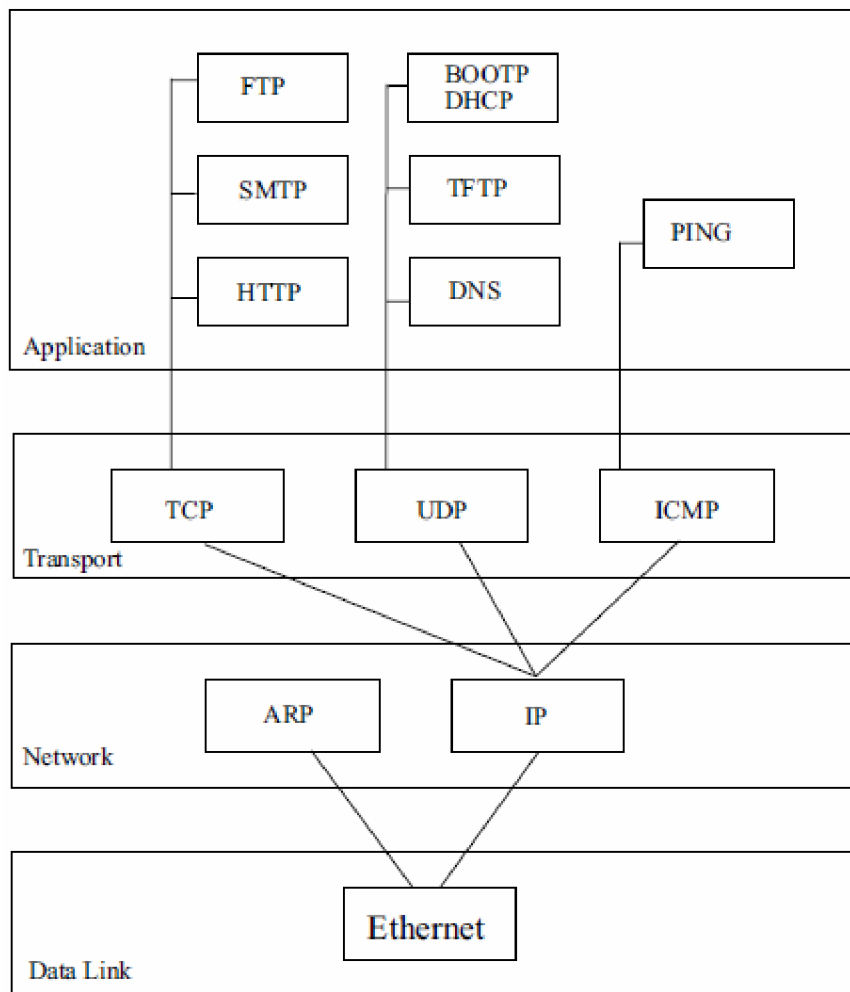 FTP
BOOTP
DHCP
SMTP
TFTP
PING
HTTP
DNS
Application
TCP
UDP
ICMP
Transport
ARP
IP
Network
Ethernet
Data Link